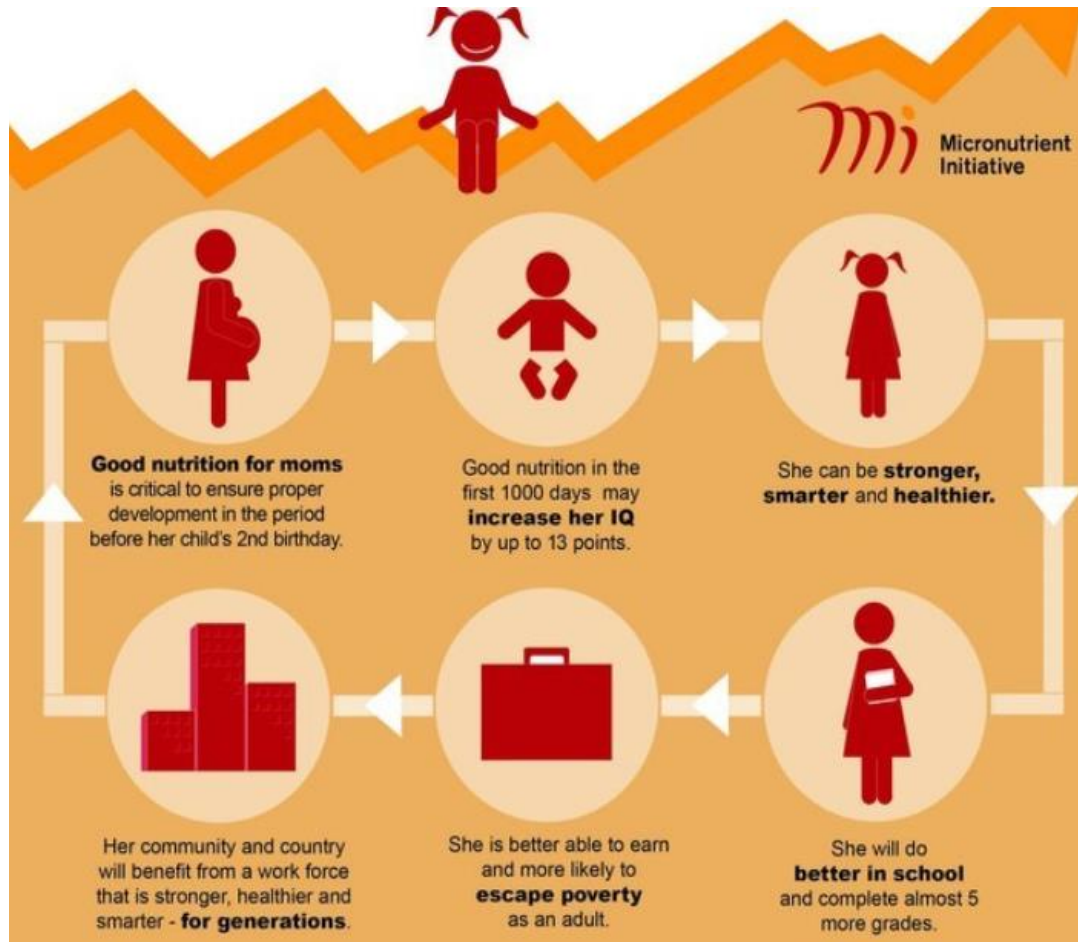 mi Micronutrient
Initiative
Good nutrition for moms
is critical to ensure proper
development in the period
before her child's 2nd birthday.
Good nutrition in the
first 1000 days may
increase her IQ
by up to 13 points.
She can be stronger,
smarter and healthier.
Her community and country
will benefit from a work force
that is stronger, healthier and
smarter - for generations.
She is better able to earn
and more likely to
escape poverty
as an adult.
She will do
better in school
and complete almost 5
more grades.